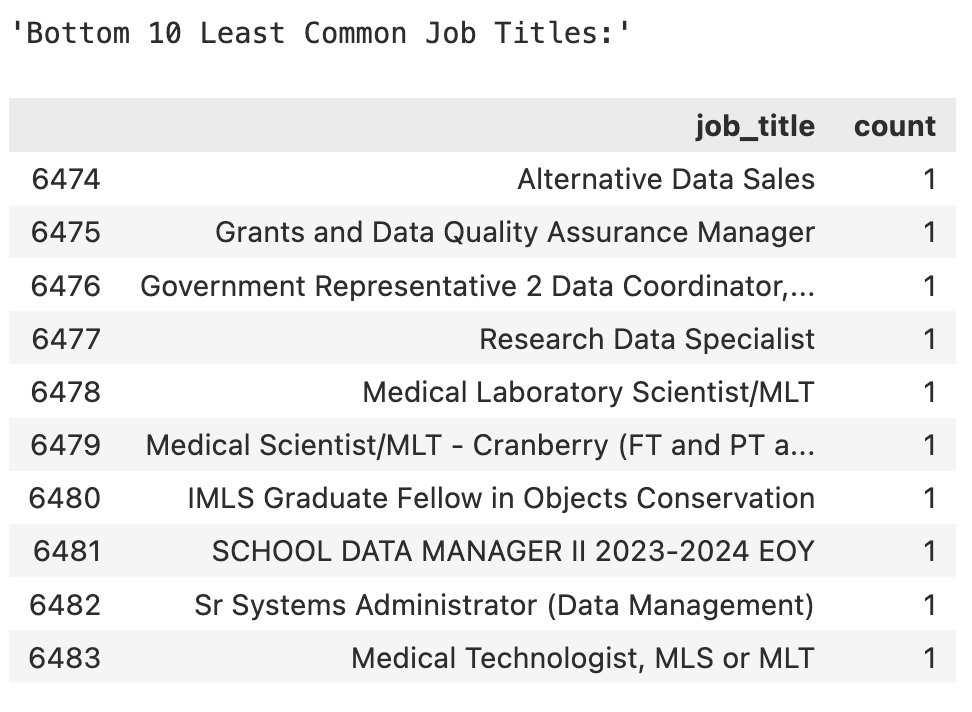 'Bottom 10 Least Common Job Titles:'
job_title count
6474 Alternative Data Sales 1
6475 Grants and Data Quality Assurance Manager 1
6476 Government Representative 2 Data Coordinator,... 1
6477 Research Data Specialist 1
6478 Medical Laboratory Scientist/MLT 1
6479 Medical Scientist/MLT - Cranberry (FT and PT a... 1
6480 IMLS Graduate Fellow in Objects Conservation 1
6481 SCHOOL DATA MANAGER II 2023-2024 EOY 1
6482 Sr Systems Administrator (Data Management) 1
6483 Medical Technologist, MLS or MLT 1